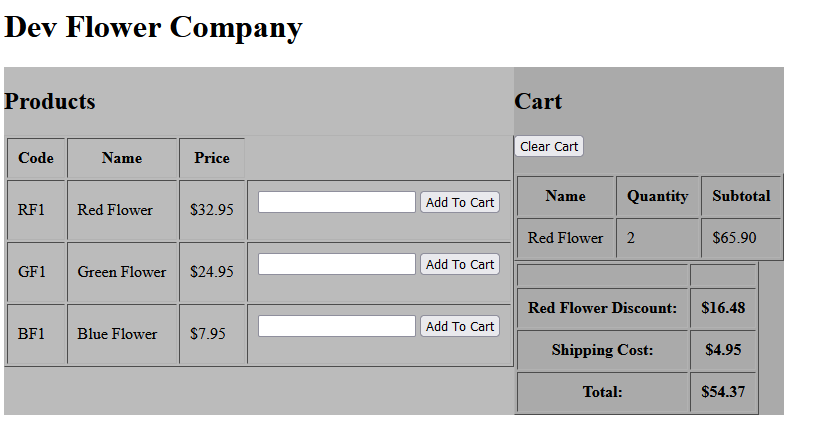 Dev Flower Company
Products
Code Name Price
RF1 Red Flower $32.95 Add To Cart
GF1 Green Flower $24.95 Add To Cart
BF1 Blue Flower $7.95 Add To Cart
Cart
Clear Cart
Name Quantity Subtotal
Red Flower 2 $65.90
Red Flower Discount: $16.48
Shipping Cost: $4.95
Total: $54.37